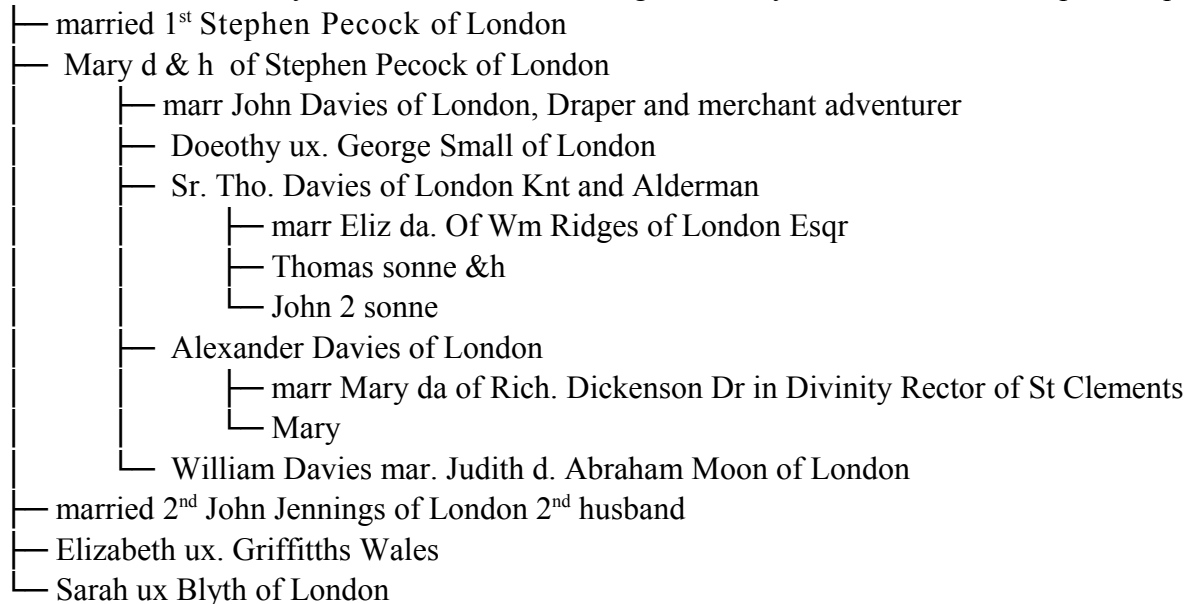 married 1st Stephen Pecock of London
Mary d & h of Stephen Pecock of London
marr John Davies of London, Draper and merchant adventurer
Doeothy ux. George Small of London
Sr. Tho. Davies of London Knt and Alderman
marr Eliz da. Of Wm Ridges of London Esqr
Thomas sonne &h
John 2 sonne
Alexander Davies of London
marr Mary da of Rich. Dickenson Dr in Divinity Rector of St Clements
Mary
William Davies mar. Judith d. Abraham Moon of London
married 2nd John Jennings of London 2nd husband
Elizabeth ux. Griffitths Wales
Sarah ux Blyth of London